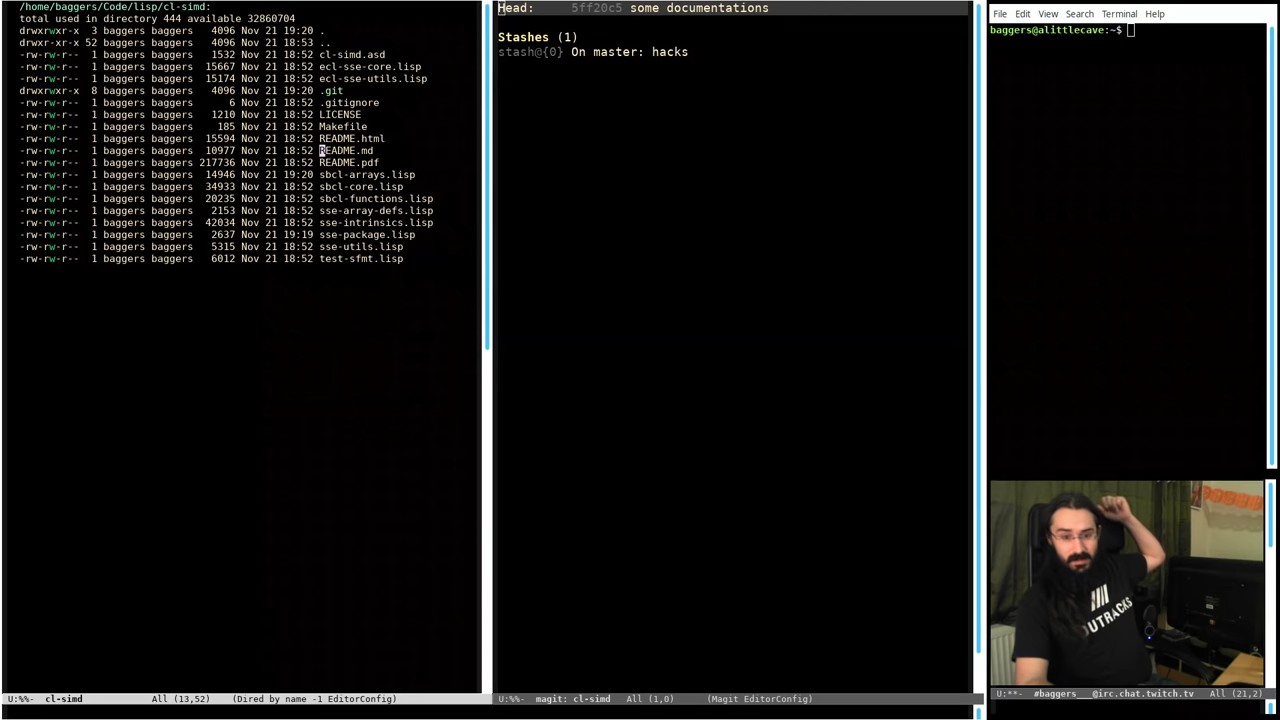 /home/baggers/Code/lisp/cl-simd:
total used in directory 444 available 32860704
drwxrwxr-x  3 baggers baggers   4096 Nov 21 19:20 .
drwxr-xr-x 52 baggers baggers   4096 Nov 21 18:53 ..
-rw-rw-r--  1 baggers baggers   1532 Nov 21 18:52 cl-simd.asd
-rw-rw-r--  1 baggers baggers  15667 Nov 21 18:52 ecl-sse-core.lisp
-rw-rw-r--  1 baggers baggers  15174 Nov 21 18:52 ecl-sse-utils.lisp
drwxrwxr-x  8 baggers baggers   4096 Nov 21 19:20 .git
-rw-rw-r--  1 baggers baggers      6 Nov 21 18:52 .gitignore
-rw-rw-r--  1 baggers baggers   1210 Nov 21 18:52 LICENSE
-rw-rw-r--  1 baggers baggers    185 Nov 21 18:52 Makefile
-rw-rw-r--  1 baggers baggers  15594 Nov 21 18:52 README.html
-rw-rw-r--  1 baggers baggers  10977 Nov 21 18:52 README.md
-rw-rw-r--  1 baggers baggers 217736 Nov 21 18:52 README.pdf
-rw-rw-r--  1 baggers baggers  14946 Nov 21 19:20 sbcl-arrays.lisp
-rw-rw-r--  1 baggers baggers  34933 Nov 21 18:52 sbcl-core.lisp
-rw-rw-r--  1 baggers baggers  20235 Nov 21 18:52 sbcl-functions.lisp
-rw-rw-r--  1 baggers baggers   2153 Nov 21 18:52 sse-array-defs.lisp
-rw-rw-r--  1 baggers baggers  42034 Nov 21 18:52 sse-intrinsics.lisp
-rw-rw-r--  1 baggers baggers   2637 Nov 21 19:19 sse-package.lisp
-rw-rw-r--  1 baggers baggers   5315 Nov 21 18:52 sse-utils.lisp
-rw-rw-r--  1 baggers baggers   6012 Nov 21 18:52 test-sfmt.lisp
U:%%-  cl-simd          All (13,52)     (Dired by name -1 EditorConfig)
Head:     5ff20c5 some documentations
Stashes (1)
stash@{0} On master: hacks
U:%%-  magit: cl-simd   All (1,0)      (Magit EditorConfig)
File Edit View Search Terminal Help
baggers@alittlecave:~$
OUTRACKS
U:**-  #baggers___@irc.chat.twitch.tv   All (21,2)